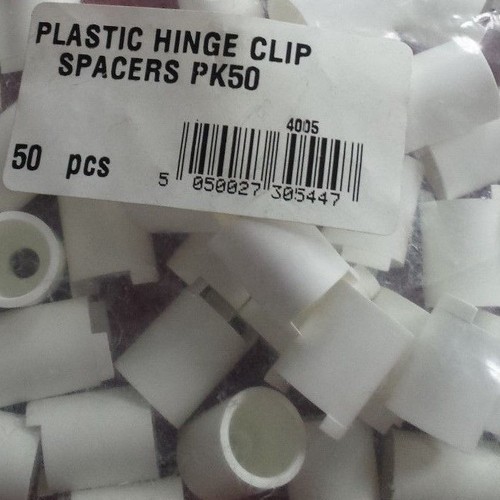 PLASTIC HINGE CLIP
SPACERS PK50
4005
50 pcs
5 050027 305447